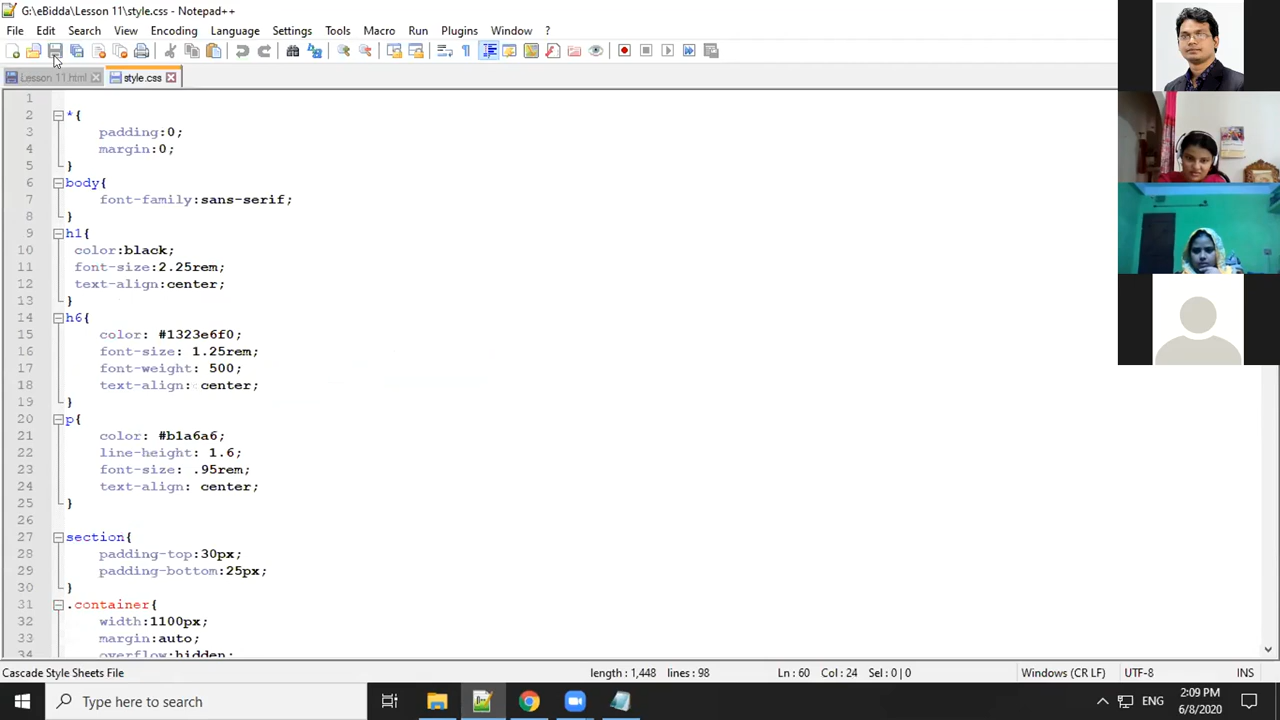 G:\eBidda\Lesson 11\style.css - Notepad++
File Edit Search View Encoding Language Settings Tools Macro Run Plugins Window ?
Lesson 11.html style.css
1
2 *{
3 padding:0;
4 margin:0;
5 }
6 body{
7 font-family:sans-serif;
8 }
9 h1{
10 color:black;
11 font-size:2.25rem;
12 text-align:center;
13 }
14 h6{
15 color: #1323e6f0;
16 font-size: 1.25rem;
17 font-weight: 500;
18 text-align: center;
19 }
20 p{
21 color: #b1a6a6;
22 line-height: 1.6;
23 font-size: .95rem;
24 text-align: center;
25 }
26
27 section{
28 padding-top:30px;
29 padding-bottom:25px;
30 }
31 .container{
32 width:1100px;
33 margin:auto;
34 overflow:hidden;
Cascade Style Sheets File length : 1,448 lines : 98 Ln : 60 Col : 24 Sel : 0 | 0 Windows (CR LF) UTF-8 INS
Type here to search ENG 2:09 PM
6/8/2020